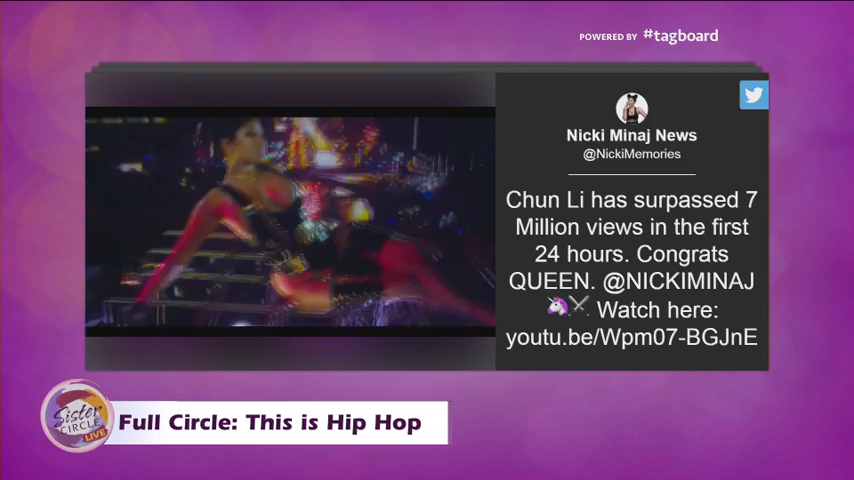 POWERED BY #tagboard
Nicki Minaj News
@NickiMemories
Chun Li has surpassed 7
Million views in the first
24 hours. Congrats
QUEEN. @NICKIMINAJ
🦄⚔ Watch here:
youtu.be/Wpm07-BGJnE
Sister
CIRCLE
LIVE
Full Circle: This is Hip Hop